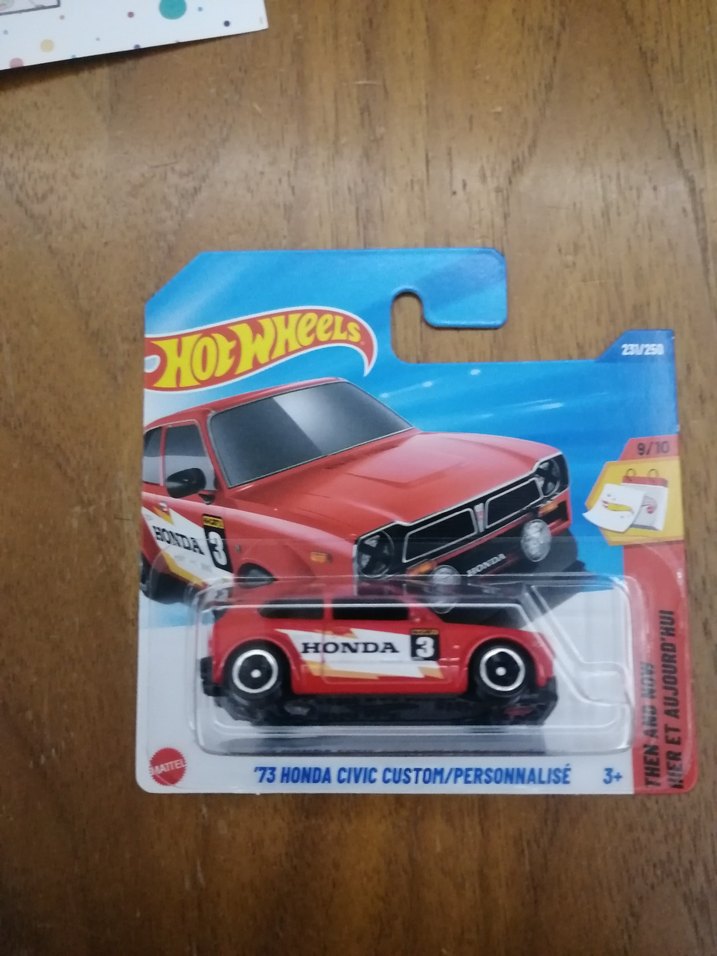 HOT WHEELS
231/250
9/10
HONDA
3
HONDA
HONDA
3
THEN AND NOW
HIER ET AUJOURD'HUI
MATTEL
'73 HONDA CIVIC CUSTOM/PERSONNALISÉ
3+